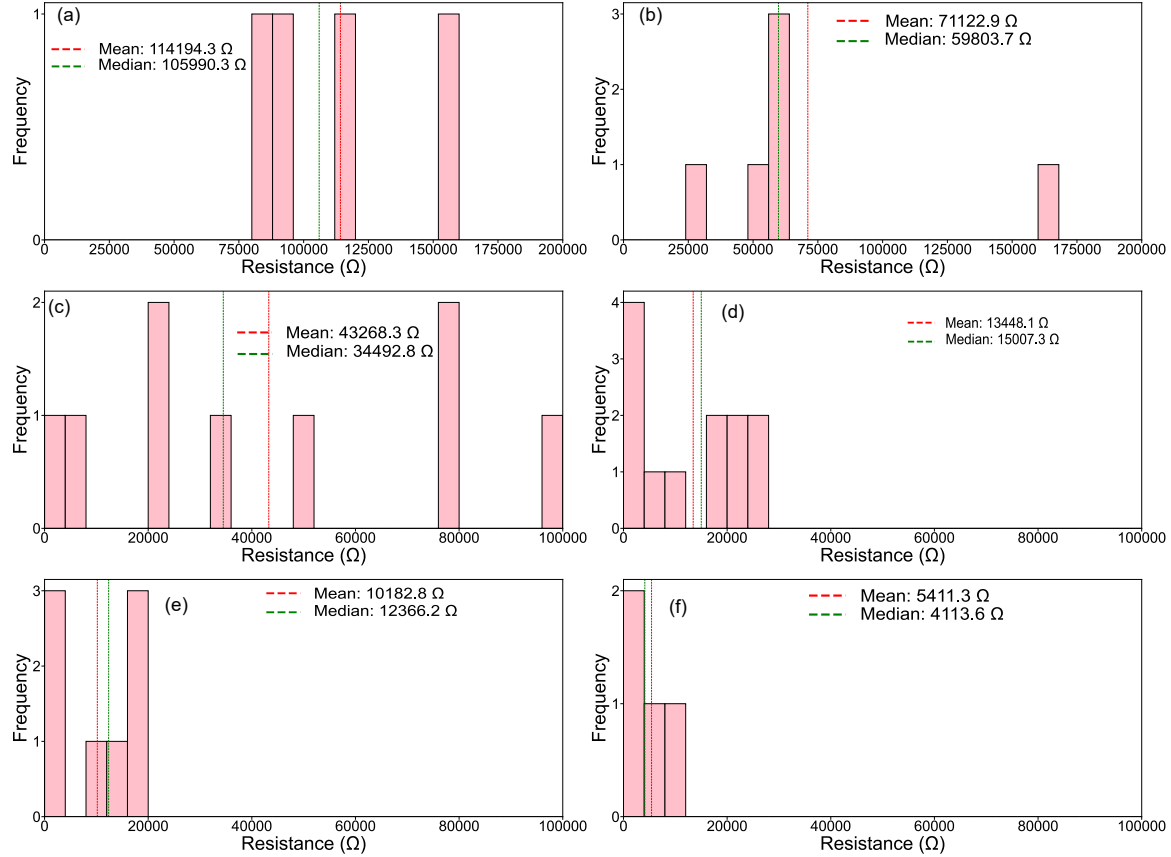 (a)
Mean: 114194.3 Ω
Median: 105990.3 Ω
Frequency
1
0
0 25000 50000 75000 100000 125000 150000 175000 200000
Resistance (Ω)
(b)
Mean: 71122.9 Ω
Median: 59803.7 Ω
Frequency
3
2
1
0
0 25000 50000 75000 100000 125000 150000 175000 200000
Resistance (Ω)
(c)
Mean: 43268.3 Ω
Median: 34492.8 Ω
Frequency
2
1
0
0 20000 40000 60000 80000 100000
Resistance (Ω)
(d)
Mean: 13448.1 Ω
Median: 15007.3 Ω
Frequency
4
3
2
1
0
0 20000 40000 60000 80000 100000
Resistance (Ω)
(e)
Mean: 10182.8 Ω
Median: 12366.2 Ω
Frequency
3
2
1
0
0 20000 40000 60000 80000 100000
Resistance (Ω)
(f)
Mean: 5411.3 Ω
Median: 4113.6 Ω
Frequency
2
1
0
0 20000 40000 60000 80000 100000
Resistance (Ω)